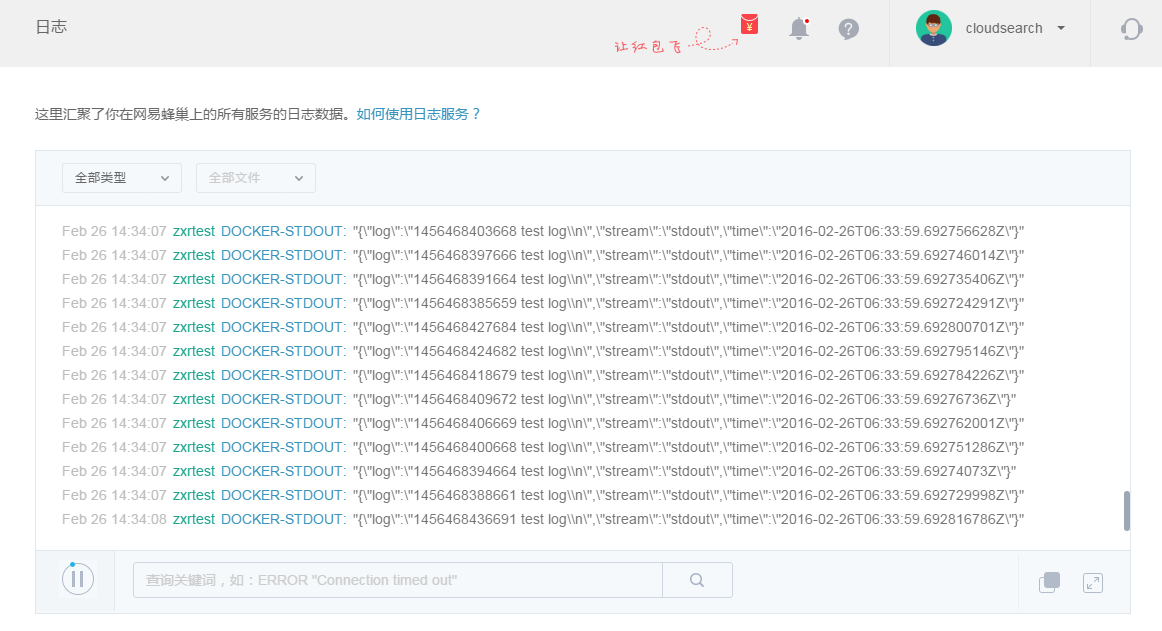 日志
让红包飞
¥
?
cloudsearch
这里汇聚了你在网易蜂巢上的所有服务的日志数据。如何使用日志服务？
全部类型 全部文件
Feb 26 14:34:07 zxrtest DOCKER-STDOUT: "{\"log\":\"1456468403668 test log\\n\",\"stream\":\"stdout\",\"time\":\"2016-02-26T06:33:59.692756628Z\"}"
Feb 26 14:34:07 zxrtest DOCKER-STDOUT: "{\"log\":\"1456468397666 test log\\n\",\"stream\":\"stdout\",\"time\":\"2016-02-26T06:33:59.692746014Z\"}"
Feb 26 14:34:07 zxrtest DOCKER-STDOUT: "{\"log\":\"1456468391664 test log\\n\",\"stream\":\"stdout\",\"time\":\"2016-02-26T06:33:59.692735406Z\"}"
Feb 26 14:34:07 zxrtest DOCKER-STDOUT: "{\"log\":\"1456468385659 test log\\n\",\"stream\":\"stdout\",\"time\":\"2016-02-26T06:33:59.692724291Z\"}"
Feb 26 14:34:07 zxrtest DOCKER-STDOUT: "{\"log\":\"1456468427684 test log\\n\",\"stream\":\"stdout\",\"time\":\"2016-02-26T06:33:59.692800701Z\"}"
Feb 26 14:34:07 zxrtest DOCKER-STDOUT: "{\"log\":\"1456468424682 test log\\n\",\"stream\":\"stdout\",\"time\":\"2016-02-26T06:33:59.692795146Z\"}"
Feb 26 14:34:07 zxrtest DOCKER-STDOUT: "{\"log\":\"1456468418679 test log\\n\",\"stream\":\"stdout\",\"time\":\"2016-02-26T06:33:59.692784226Z\"}"
Feb 26 14:34:07 zxrtest DOCKER-STDOUT: "{\"log\":\"1456468409672 test log\\n\",\"stream\":\"stdout\",\"time\":\"2016-02-26T06:33:59.69276736Z\"}"
Feb 26 14:34:07 zxrtest DOCKER-STDOUT: "{\"log\":\"1456468406669 test log\\n\",\"stream\":\"stdout\",\"time\":\"2016-02-26T06:33:59.692762001Z\"}"
Feb 26 14:34:07 zxrtest DOCKER-STDOUT: "{\"log\":\"1456468400668 test log\\n\",\"stream\":\"stdout\",\"time\":\"2016-02-26T06:33:59.692751286Z\"}"
Feb 26 14:34:07 zxrtest DOCKER-STDOUT: "{\"log\":\"1456468394664 test log\\n\",\"stream\":\"stdout\",\"time\":\"2016-02-26T06:33:59.69274073Z\"}"
Feb 26 14:34:07 zxrtest DOCKER-STDOUT: "{\"log\":\"1456468388661 test log\\n\",\"stream\":\"stdout\",\"time\":\"2016-02-26T06:33:59.692729998Z\"}"
Feb 26 14:34:08 zxrtest DOCKER-STDOUT: "{\"log\":\"1456468436691 test log\\n\",\"stream\":\"stdout\",\"time\":\"2016-02-26T06:33:59.692816786Z\"}"
查询关键词，如：ERROR "Connection timed out"